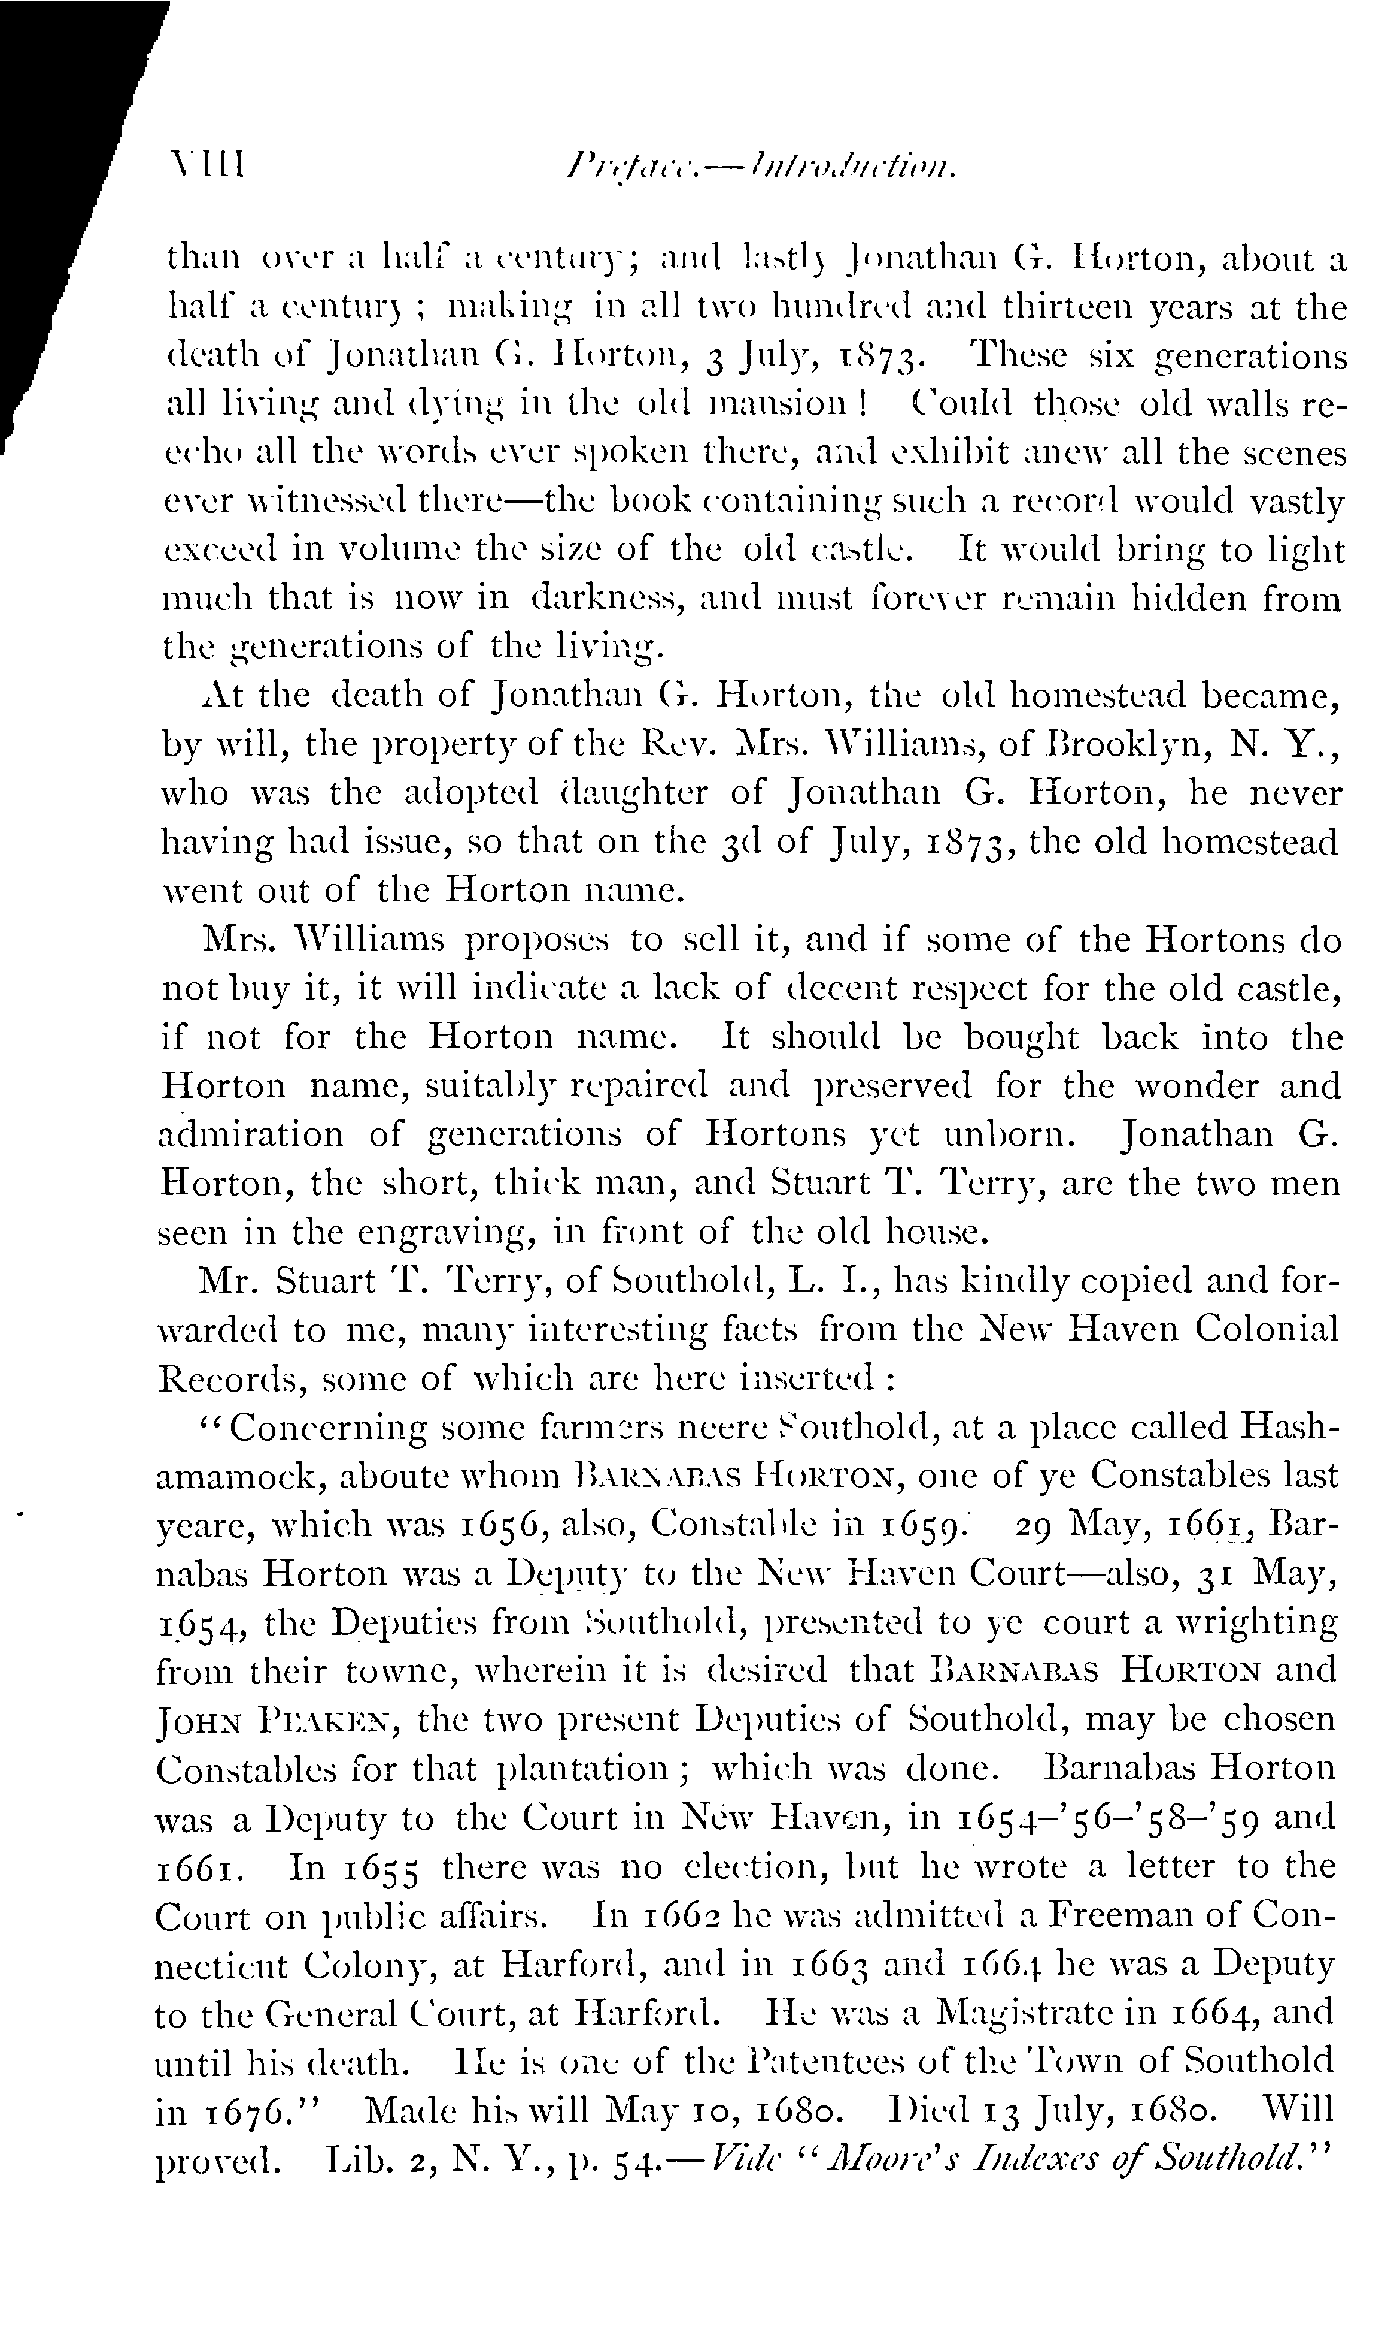 VIII Preface.—Introduction.
than over a half a century; and lastly Jonathan G. Horton, about a
half a century ; making in all two hundred and thirteen years at the
death of Jonathan G. Horton, 3 July, 1873. These six generations
all living and dying in the old mansion ! Could those old walls re-
echo all the words ever spoken there, and exhibit anew all the scenes
ever witnessed there—the book containing such a record would vastly
exceed in volume the size of the old castle. It would bring to light
much that is now in darkness, and must forever remain hidden from
the generations of the living.
At the death of Jonathan G. Horton, the old homestead became,
by will, the property of the Rev. Mrs. Williams, of Brooklyn, N. Y.,
who was the adopted daughter of Jonathan G. Horton, he never
having had issue, so that on the 3d of July, 1873, the old homestead
went out of the Horton name.
Mrs. Williams proposes to sell it, and if some of the Hortons do
not buy it, it will indicate a lack of decent respect for the old castle,
if not for the Horton name. It should be bought back into the
Horton name, suitably repaired and preserved for the wonder and
admiration of generations of Hortons yet unborn. Jonathan G.
Horton, the short, thick man, and Stuart T. Terry, are the two men
seen in the engraving, in front of the old house.
Mr. Stuart T. Terry, of Southold, L. I., has kindly copied and for-
warded to me, many interesting facts from the New Haven Colonial
Records, some of which are here inserted :
“Concerning some farmers neere Southold, at a place called Hash-
amamock, aboute whom BARNABAS HORTON, one of ye Constables last
yeare, which was 1656, also, Constable in 1659. 29 May, 1661, Bar-
nabas Horton was a Deputy to the New Haven Court—also, 31 May,
1654, the Deputies from Southold, presented to ye court a wrighting
from their towne, wherein it is desired that BARNABAS HORTON and
JOHN PEAKEN, the two present Deputies of Southold, may be chosen
Constables for that plantation ; which was done. Barnabas Horton
was a Deputy to the Court in New Haven, in 1654–’56–’58–’59 and
1661. In 1655 there was no election, but he wrote a letter to the
Court on public affairs. In 1662 he was admitted a Freeman of Con-
necticut Colony, at Harford, and in 1663 and 1664 he was a Deputy
to the General Court, at Harford. He was a Magistrate in 1664, and
until his death. He is one of the Patentees of the Town of Southold
in 1676.” Made his will May 10, 1680. Died 13 July, 1680. Will
proved. Lib. 2, N. Y., p. 54.—Vide “Moore’s Indexes of Southold.”